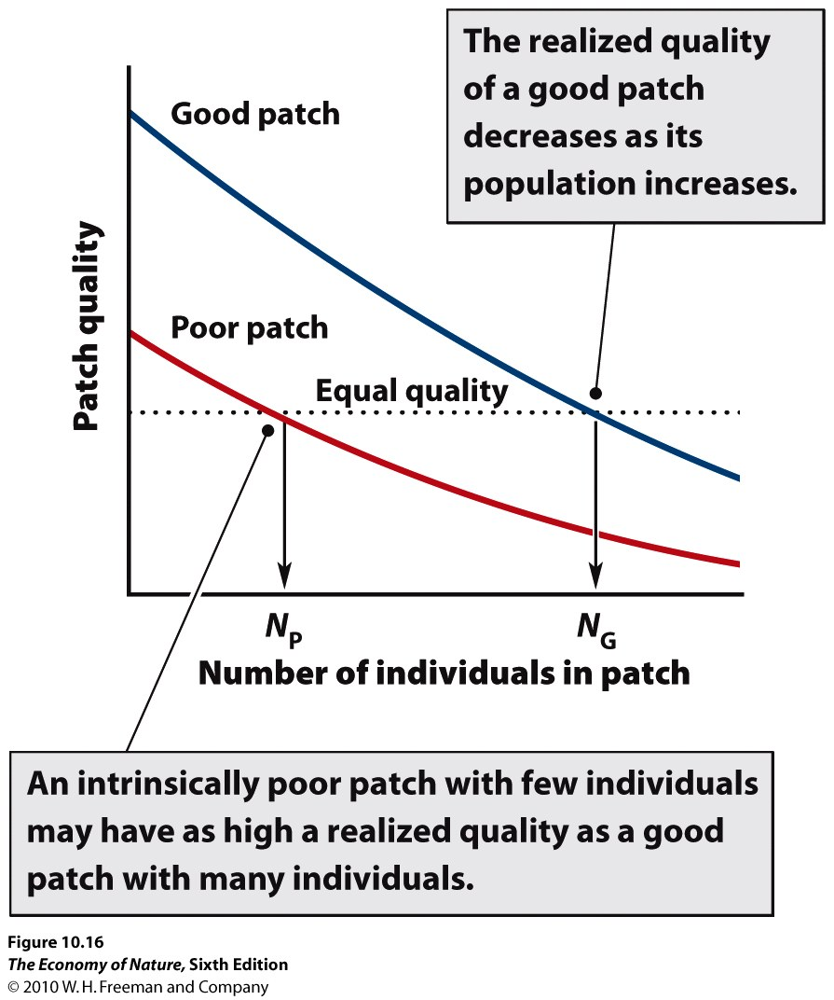 The realized quality
of a good patch
decreases as its
population increases.
Good patch
Patch quality
Poor patch
Equal quality
NP
NG
Number of individuals in patch
An intrinsically poor patch with few individuals
may have as high a realized quality as a good
patch with many individuals.
Figure 10.16
The Economy of Nature, Sixth Edition
© 2010 W. H. Freeman and Company